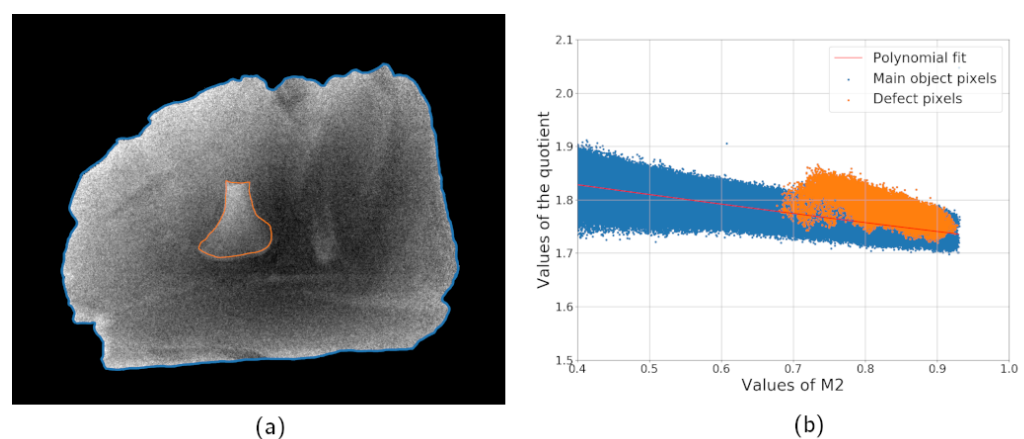 (a)
Values of the quotient
2.1
2.0
1.9
1.8
1.7
1.6
1.5
0.4 0.5 0.6 0.7 0.8 0.9 1.0
Values of M2
Polynomial fit
Main object pixels
Defect pixels
(b)